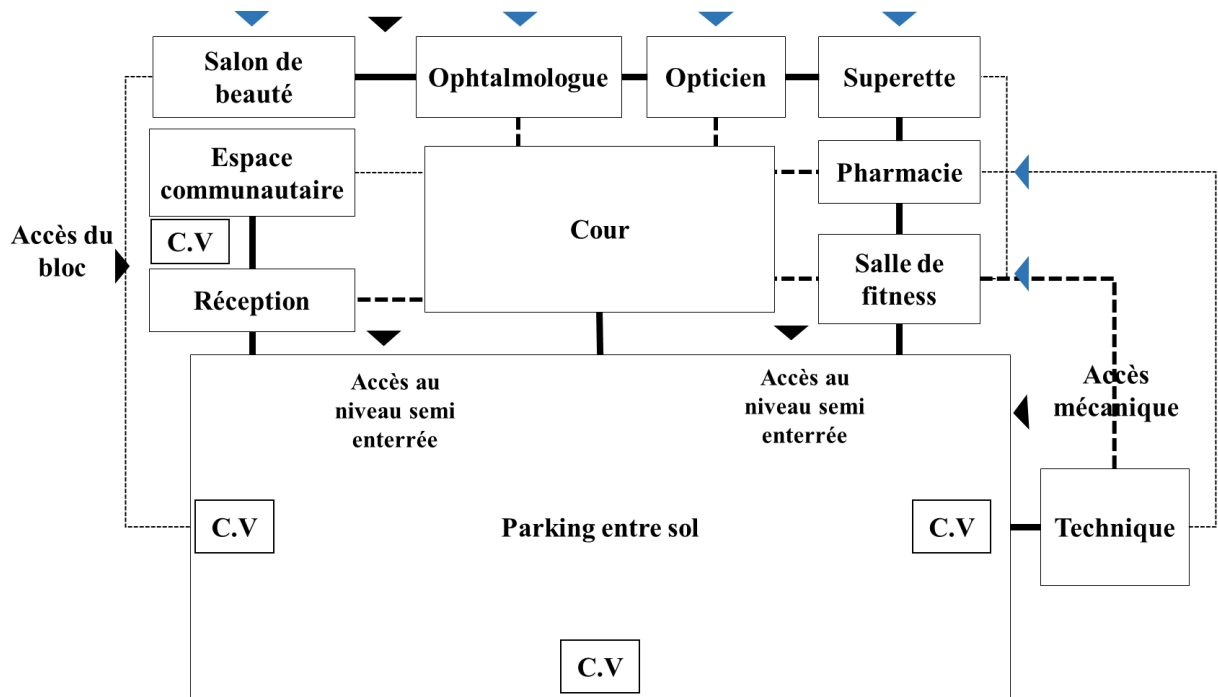 Salon de
beauté
Ophtalmologue
Opticien
Superette
Espace
communautaire
Pharmacie
Accès du
bloc
C.V
Cour
Salle de
fitness
Réception
Accès au
niveau semi
enterrée
Accès au
niveau semi
enterrée
Accès
mécanique
C.V
Parking entre sol
C.V
Technique
C.V